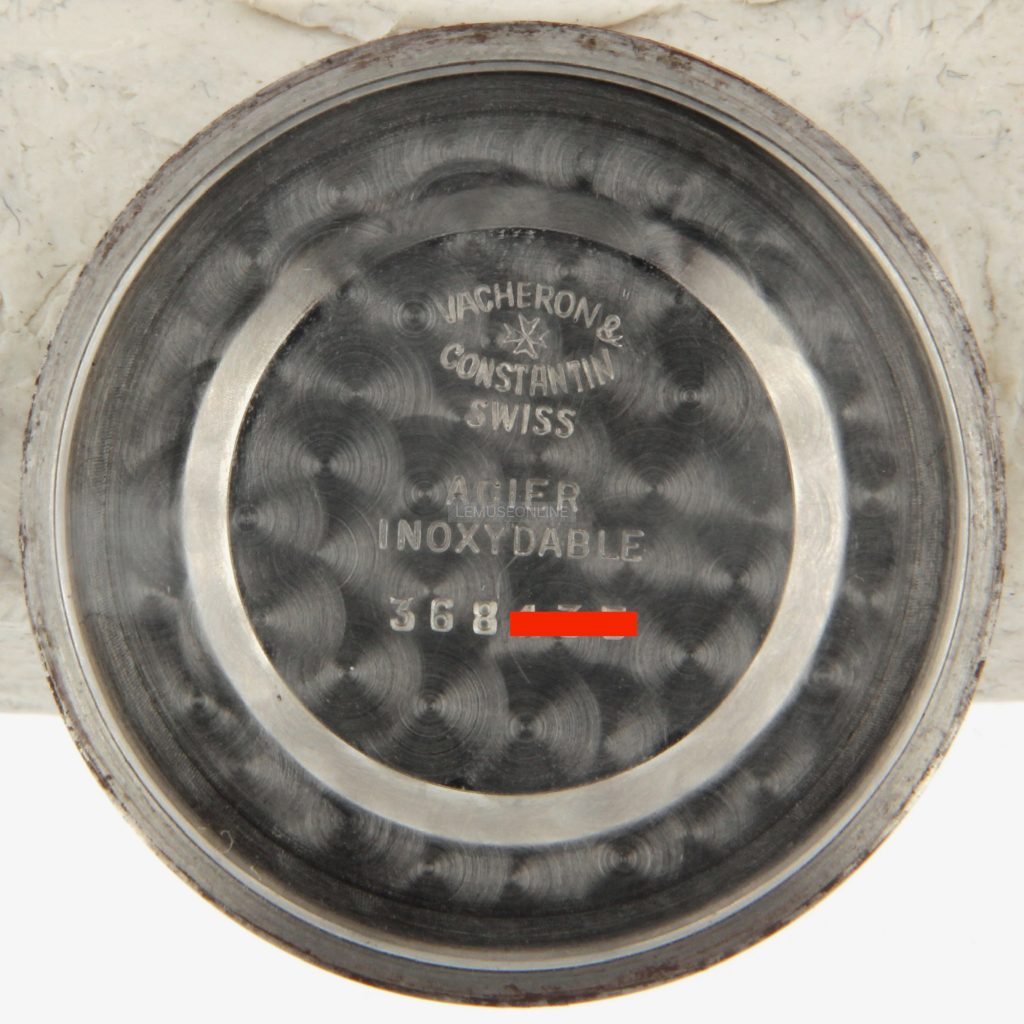 VACHERON &
CONSTANTIN
SWISS
ACIER
LEMUSEONLINE
INOXYDABLE
368